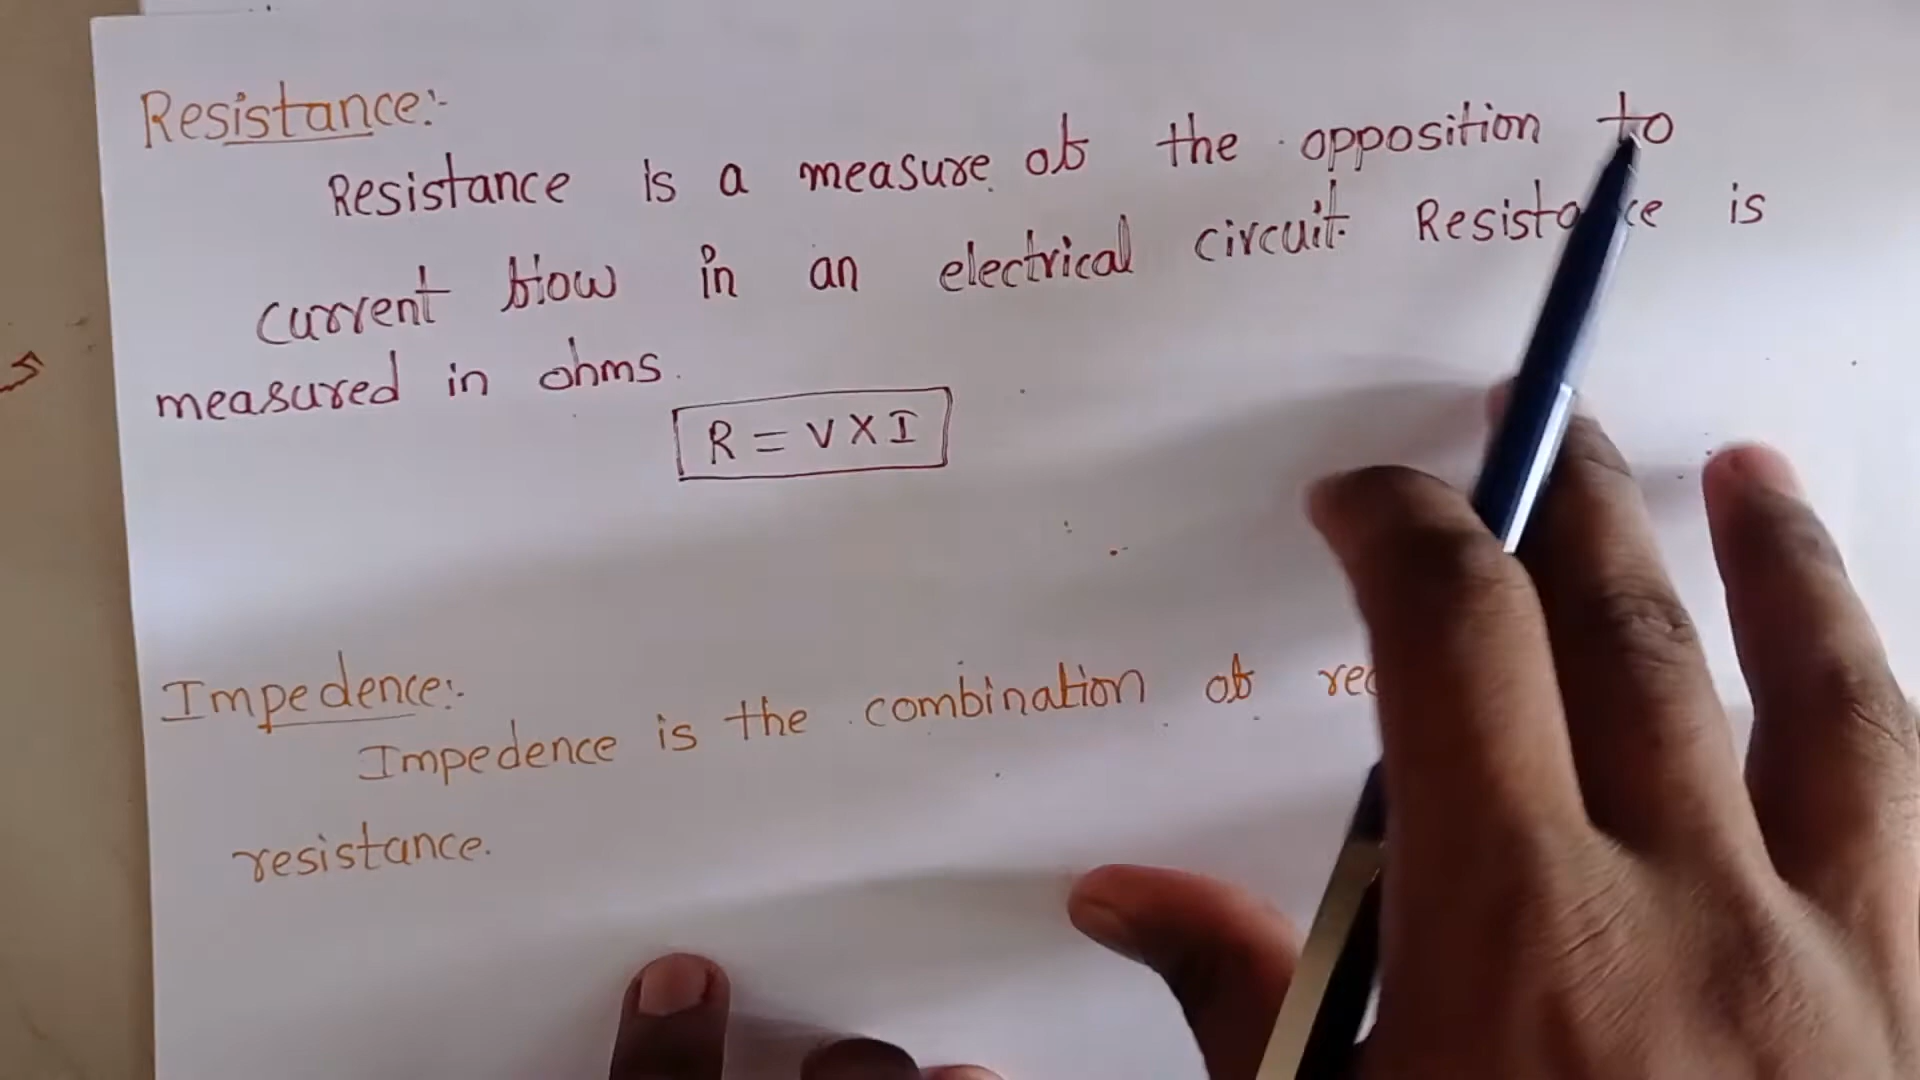 Resistance:-
Resistance is a measure of the opposition to
current flow in an electrical circuit. Resistance is
measured in ohms.
R = V X I
Impedence:-
Impedence is the combination of
resistance.